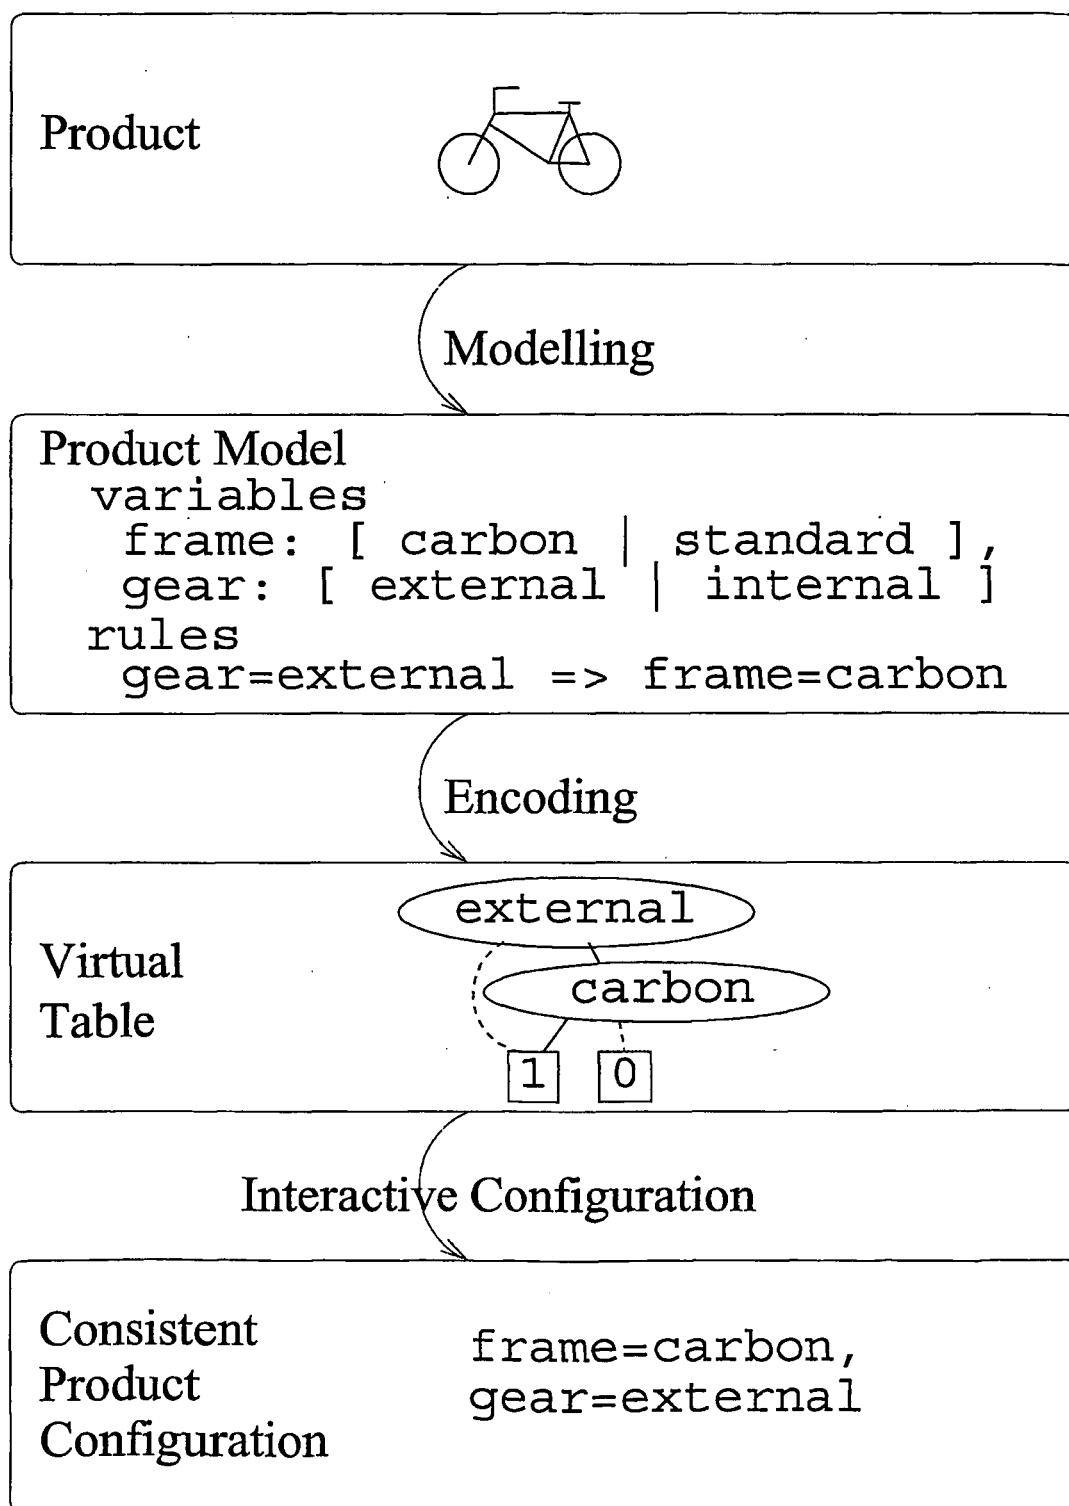 Product
Modelling
Product Model
variables
frame: [ carbon | standard ],
gear: [ external | internal ]
rules
gear=external => frame=carbon
Encoding
external
Virtual
carbon
Table
1 0
Interactive Configuration
Consistent
frame=carbon,
Product
gear=external
Configuration